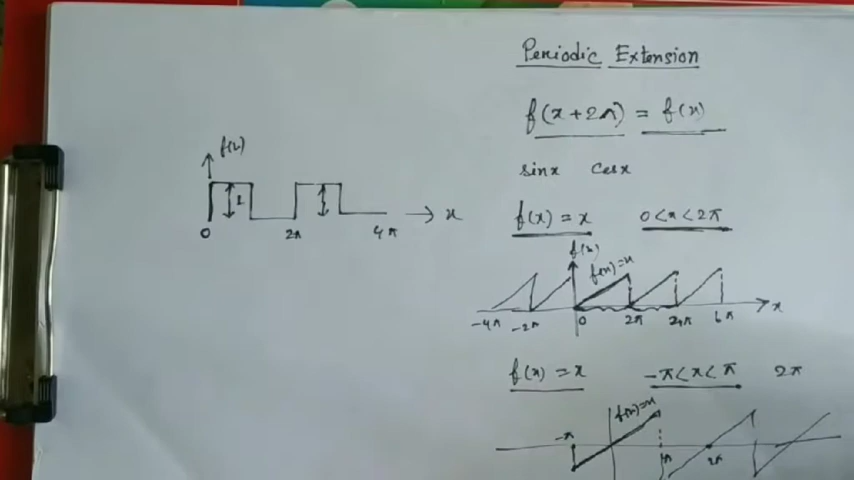 Periodic Extension
f(x+2π) = f(x)
sinx cosx
f(x) = x 0<x<2π
f(x)
f(x)=x
-4π -2π 0 2π 4π 6π x
f(x) = x -π<x<π 2π
f(x)=x
-π π 2π
f(x)
1
x
0 2π 4π